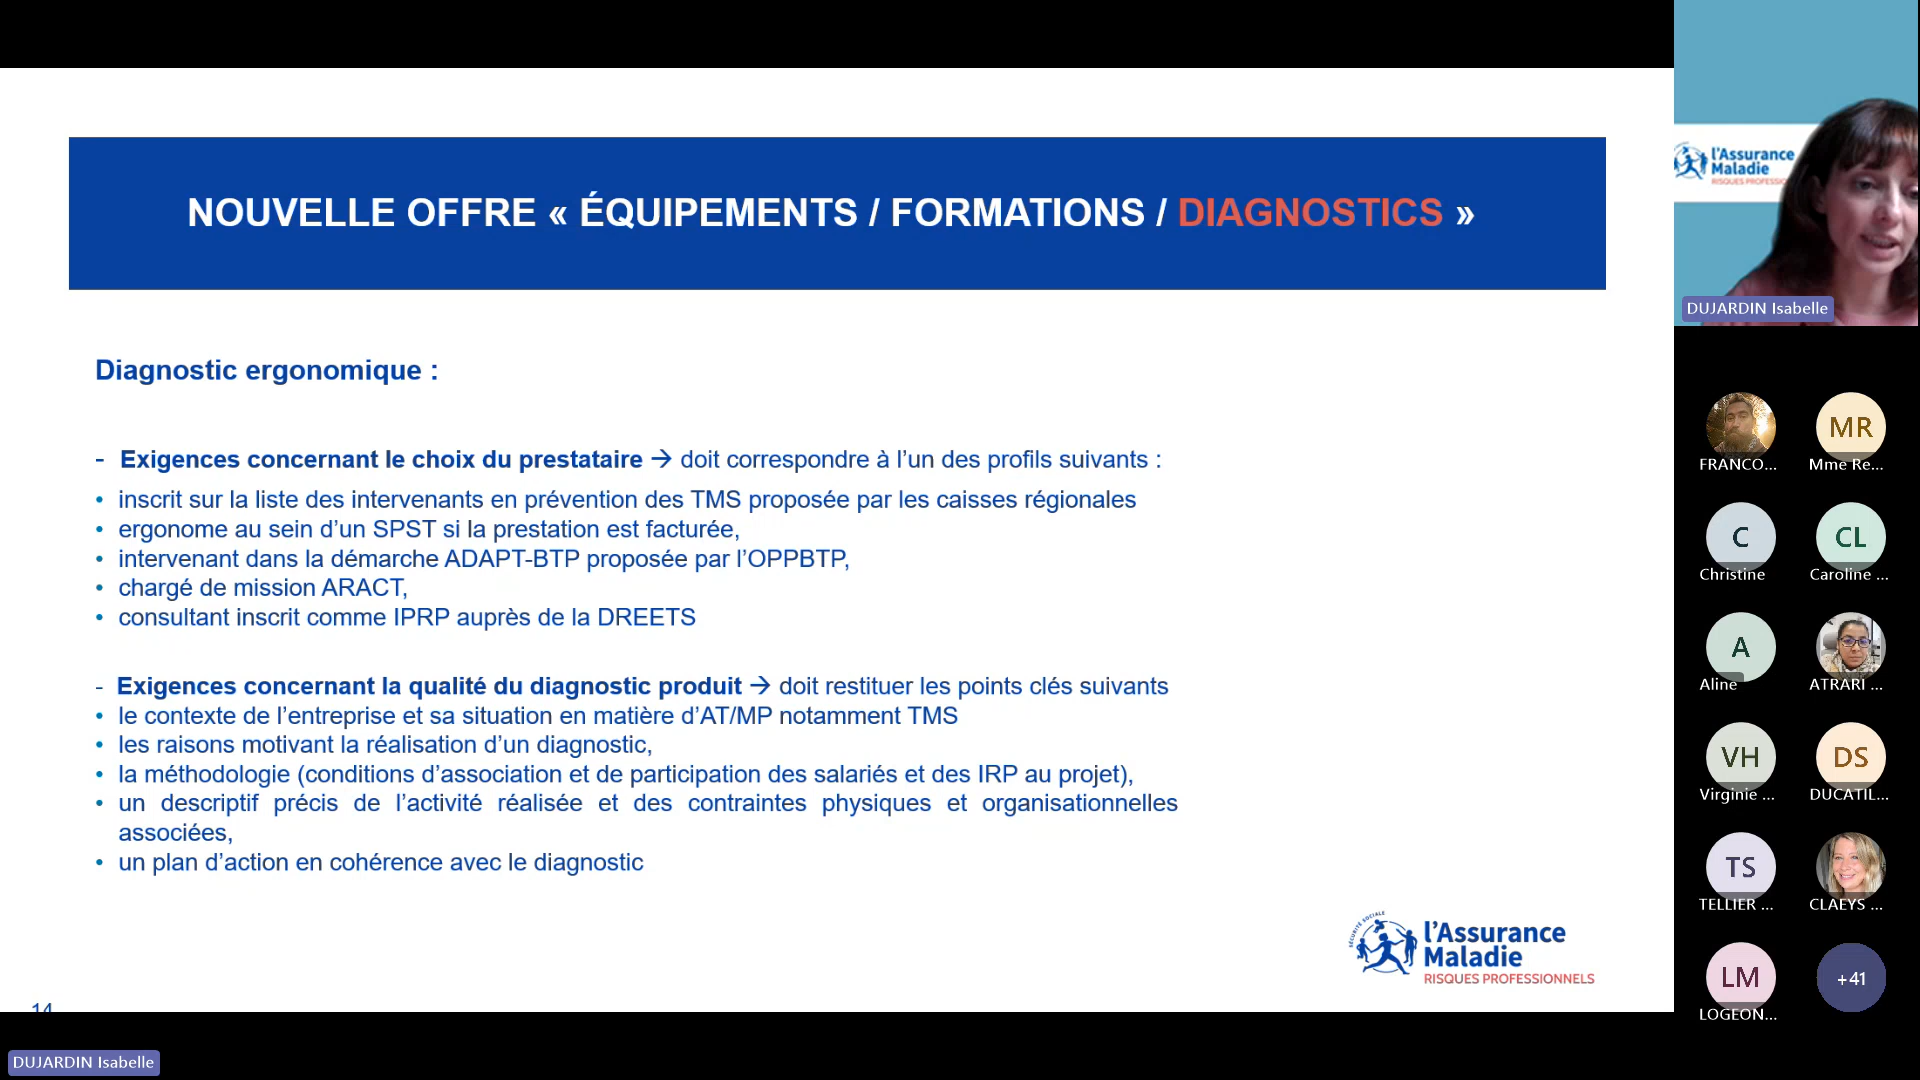 NOUVELLE OFFRE « ÉQUIPEMENTS / FORMATIONS / DIAGNOSTICS »
Diagnostic ergonomique :
- Exigences concernant le choix du prestataire → doit correspondre à l’un des profils suivants :
• inscrit sur la liste des intervenants en prévention des TMS proposée par les caisses régionales
• ergonome au sein d’un SPST si la prestation est facturée,
• intervenant dans la démarche ADAPT-BTP proposée par l’OPPBTP,
• chargé de mission ARACT,
• consultant inscrit comme IPRP auprès de la DREETS
- Exigences concernant la qualité du diagnostic produit → doit restituer les points clés suivants
• le contexte de l’entreprise et sa situation en matière d’AT/MP notamment TMS
• les raisons motivant la réalisation d’un diagnostic,
• la méthodologie (conditions d’association et de participation des salariés et des IRP au projet),
• un descriptif précis de l’activité réalisée et des contraintes physiques et organisationnelles
associées,
• un plan d’action en cohérence avec le diagnostic
SÉCURITÉ SOCIALE
l’Assurance
Maladie
RISQUES PROFESSIONNELS
14
DUJARDIN Isabelle
l’Assurance
Maladie
RISQUES PROFESSI
DUJARDIN Isabelle
FRANCO...
MR
Mme Re...
C
Christine
CL
Caroline ...
A
Aline
ATRARI ...
VH
Virginie ...
DS
DUCATIL...
TS
TELLIER ...
CLAEYS ...
LM
LOGEON...
+41